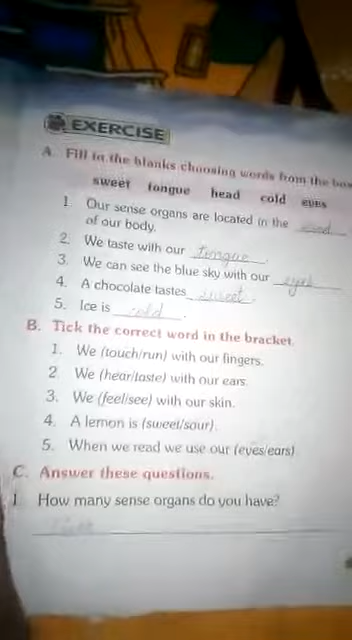 EXERCISE
A. Fill in the blanks choosing words from the box
sweet tongue head cold eyes
1. Our sense organs are located in the head
of our body.
2. We taste with our tongue.
3. We can see the blue sky with our eyes
4. A chocolate tastes sweet.
5. Ice is cold.
B. Tick the correct word in the bracket.
1. We (touch/run) with our fingers.
2 We (hear/taste) with our ears.
3. We (feel/see) with our skin.
4. A lemon is (sweet/sour).
5. When we read we use our (eyes/ears)
C. Answer these questions.
1. How many sense organs do you have?